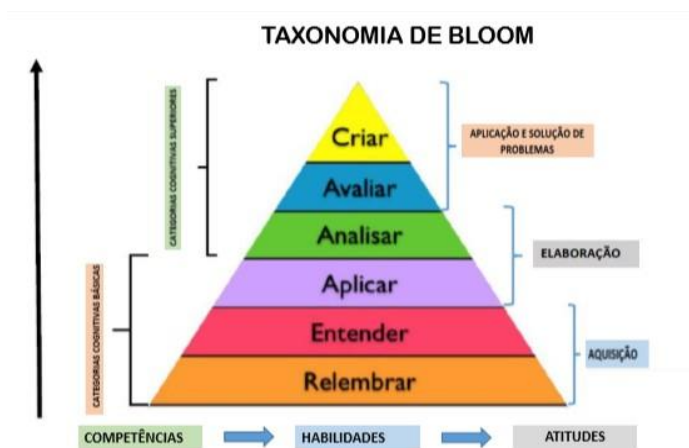 TAXONOMIA DE BLOOM
CATEGORIAS COGNITIVAS SUPERIORES
Criar
APLICAÇÃO E SOLUÇÃO DE
PROBLEMAS
Avaliar
Analisar
ELABORAÇÃO
CATEGORIAS COGNITIVAS BÁSICAS
Aplicar
Entender
AQUISIÇÃO
Relembrar
COMPETÊNCIAS
HABILIDADES
ATITUDES